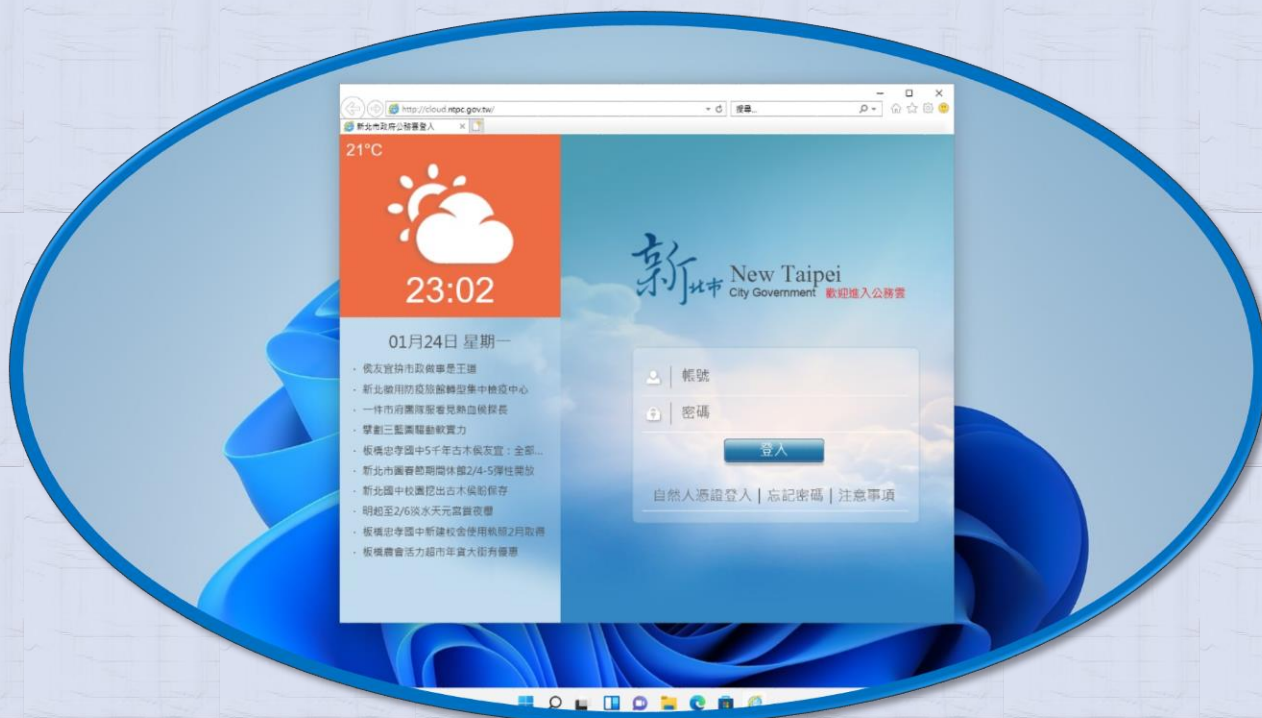 http://cloud.ntpc.gov.tw/
搜尋...
新北市政府公務雲登入
21°C
23:02
01月24日 星期一
· 侯友宜拚市政做事是王道
· 新北徵用防疫旅館轉型集中檢疫中心
· 一件市府團隊服看見熱血侯探長
· 擘劃三藍圖驅動軟實力
· 板橋忠孝國中5千年古木侯友宜：全部...
· 新北市圖春節期間休館2/4-5彈性開放
· 新北國中校園挖出古木侯盼保存
· 明起至2/6淡水天元宮賞夜櫻
· 板橋忠孝國中新建校舍使用執照2月取得
· 板橋農會活力超市年貨大街有優惠
新北市 New Taipei
City Government 歡迎進入公務雲
帳號
密碼
登入
自然人憑證登入 | 忘記密碼 | 注意事項